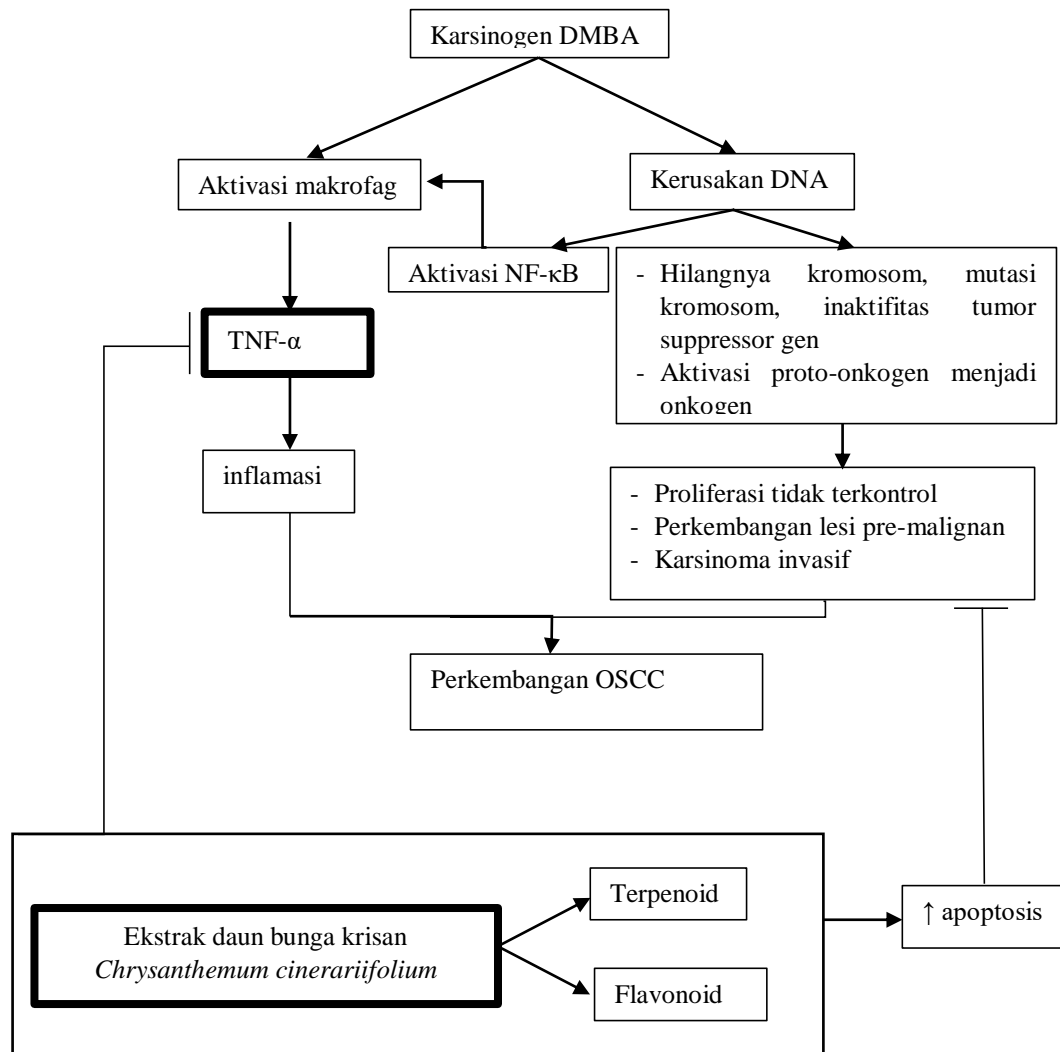 Karsinogen DMBA
Aktivasi makrofag
Kerusakan DNA
Aktivasi NF-κB
- Hilangnya kromosom, mutasi
kromosom, inaktifitas tumor
suppressor gen
- Aktivasi proto-onkogen menjadi
onkogen
TNF-α
inflamasi
- Proliferasi tidak terkontrol
- Perkembangan lesi pre-malignan
- Karsinoma invasif
Perkembangan OSCC
Terpenoid
Ekstrak daun bunga krisan
Chrysanthemum cinerariifolium
Flavonoid
↑ apoptosis